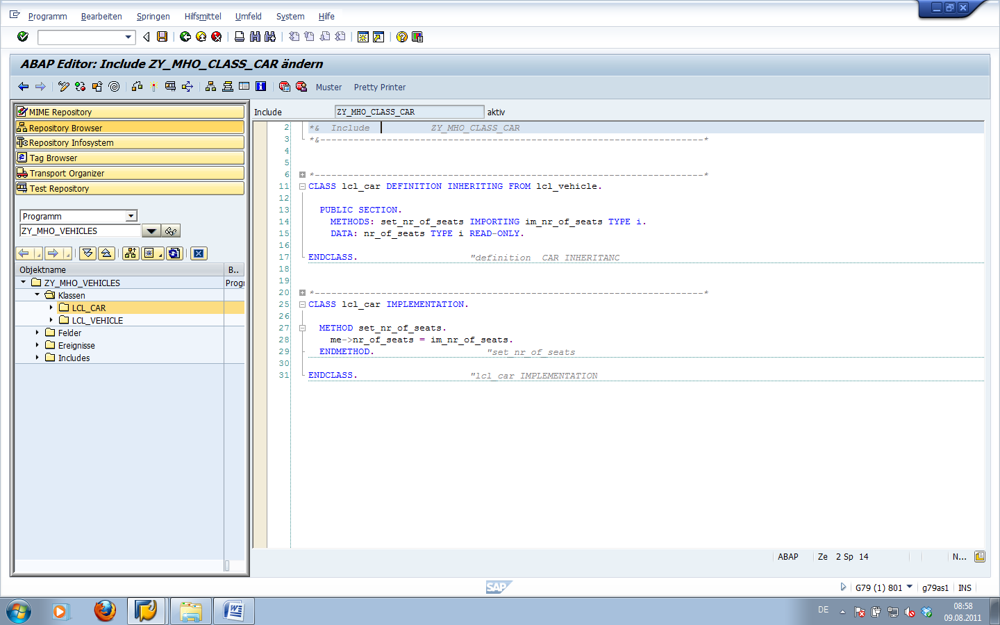 Programm Bearbeiten Springen Hilfsmittel Umfeld System Hilfe
ABAP Editor: Include ZY_MHO_CLASS_CAR ändern
Muster Pretty Printer
MIME Repository
Repository Browser
Repository Infosystem
Tag Browser
Transport Organizer
Test Repository
Programm
ZY_MHO_VEHICLES
Objektname B..
ZY_MHO_VEHICLES Progr
Klassen
LCL_CAR
LCL_VEHICLE
Felder
Ereignisse
Includes
Include ZY_MHO_CLASS_CAR aktiv
2 *& Include ZY_MHO_CLASS_CAR
3 *&---------------------------------------------------------------------*
4
5
6 *----------------------------------------------------------------------*
11 CLASS lcl_car DEFINITION INHERITING FROM lcl_vehicle.
12
13 PUBLIC SECTION.
14 METHODS: set_nr_of_seats IMPORTING im_nr_of_seats TYPE i.
15 DATA: nr_of_seats TYPE i READ-ONLY.
16
17 ENDCLASS. "definition CAR INHERITANC
18
19
20 *----------------------------------------------------------------------*
25 CLASS lcl_car IMPLEMENTATION.
26
27 METHOD set_nr_of_seats.
28 me->nr_of_seats = im_nr_of_seats.
29 ENDMETHOD. "set_nr_of_seats
30
31 ENDCLASS. "lcl_car IMPLEMENTATION
ABAP Ze 2 Sp 14 N...
SAP
G79 (1) 801 g79as1 INS
DE
08:58
09.08.2011